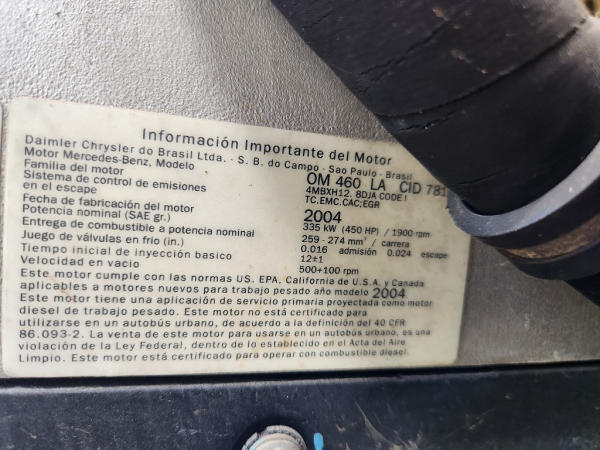 Información Importante del Motor
Daimler Chrysler do Brasil Ltda. - S. B. do Campo - Sao Paulo - Brasil
Motor Mercedes-Benz, Modelo OM 460 LA CID 781
Familia del motor 4MBXH12. 8DJA CODE I
Sistema de control de emisiones TC.EMC.CAC;EGR
en el escape
Fecha de fabricación del motor 2004
Potencia nominal (SAE gr.) 335 kW (450 HP) / 1900 rpm
Entrega de combustible a potencia nominal 259 - 274 mm³ / carrera
Juego de válvulas en frio (in.) 0.016 admisión 0.024 escape
Tiempo inicial de inyección basico 12±1
Velocidad en vacio 500+100 rpm
Este motor cumple con las normas US. EPA, California de U.S.A. y Canada
aplicables a motores nuevos para trabajo pesado año modelo 2004
Este motor tiene una aplicación de servicio primaria proyectada como motor
diesel de trabajo pesado. Este motor no está certificado para
utilizarse en un autobús urbano, de acuerdo a la definición del 40 CFR
86.093-2. La venta de este motor para usarse en un autobús urbano, es una
violación de la Ley Federal, dentro de lo establecido en el Acta del Aire
Limpio. Este motor está certificado para operar con combustible diesel.